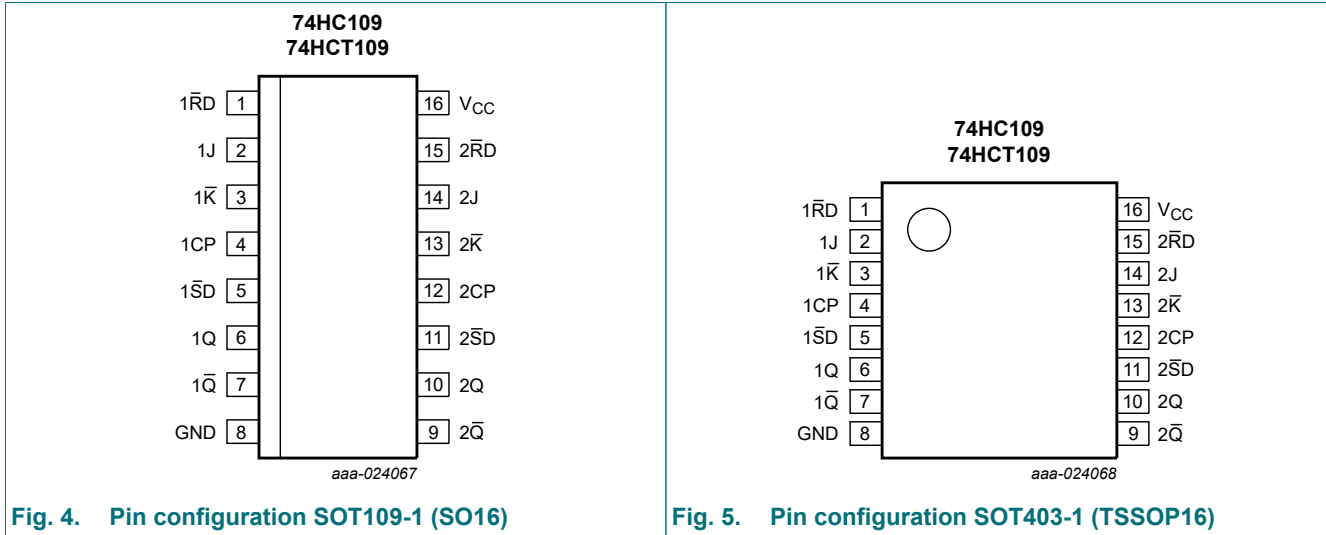 74HC109
74HCT109
1R̅D 1
16 VCC
1J 2
15 2R̅D
1K̅ 3
14 2J
1CP 4
13 2K̅
1S̅D 5
12 2CP
1Q 6
11 2S̅D
1Q̅ 7
10 2Q
GND 8
9 2Q̅
aaa-024067
Fig. 4. Pin configuration SOT109-1 (SO16)
74HC109
74HCT109
1R̅D 1
16 VCC
1J 2
15 2R̅D
1K̅ 3
14 2J
1CP 4
13 2K̅
1S̅D 5
12 2CP
1Q 6
11 2S̅D
1Q̅ 7
10 2Q
GND 8
9 2Q̅
aaa-024068
Fig. 5. Pin configuration SOT403-1 (TSSOP16)